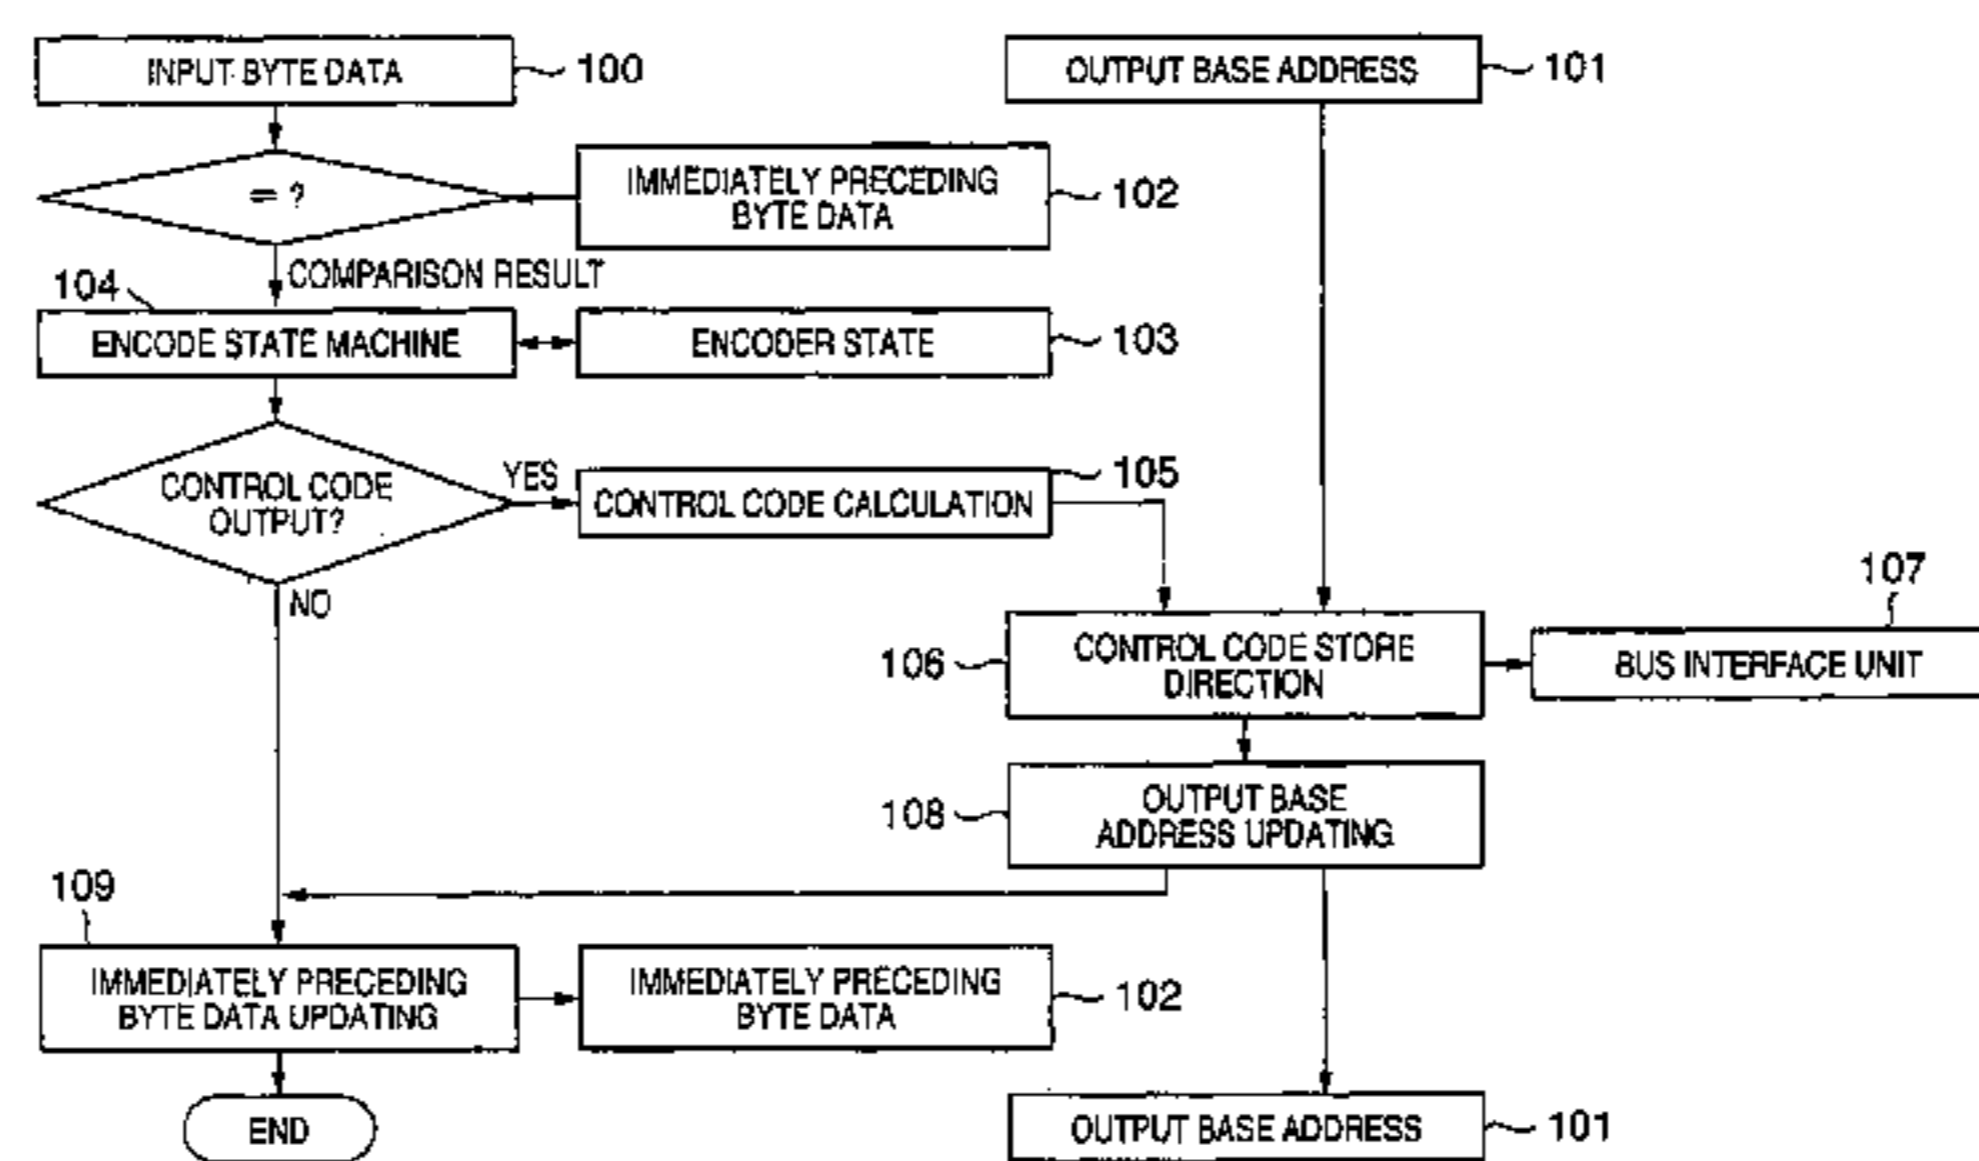 INPUT BYTE DATA
100
OUTPUT BASE ADDRESS
101
= ?
IMMEDIATELY PRECEDING
BYTE DATA
102
COMPARISON RESULT
104
ENCODE STATE MACHINE
ENCODER STATE
103
CONTROL CODE
OUTPUT?
YES
CONTROL CODE CALCULATION
105
NO
106
CONTROL CODE STORE
DIRECTION
107
BUS INTERFACE UNIT
108
OUTPUT BASE
ADDRESS UPDATING
109
IMMEDIATELY PRECEDING
BYTE DATA UPDATING
IMMEDIATELY PRECEDING
BYTE DATA
102
END
OUTPUT BASE ADDRESS
101